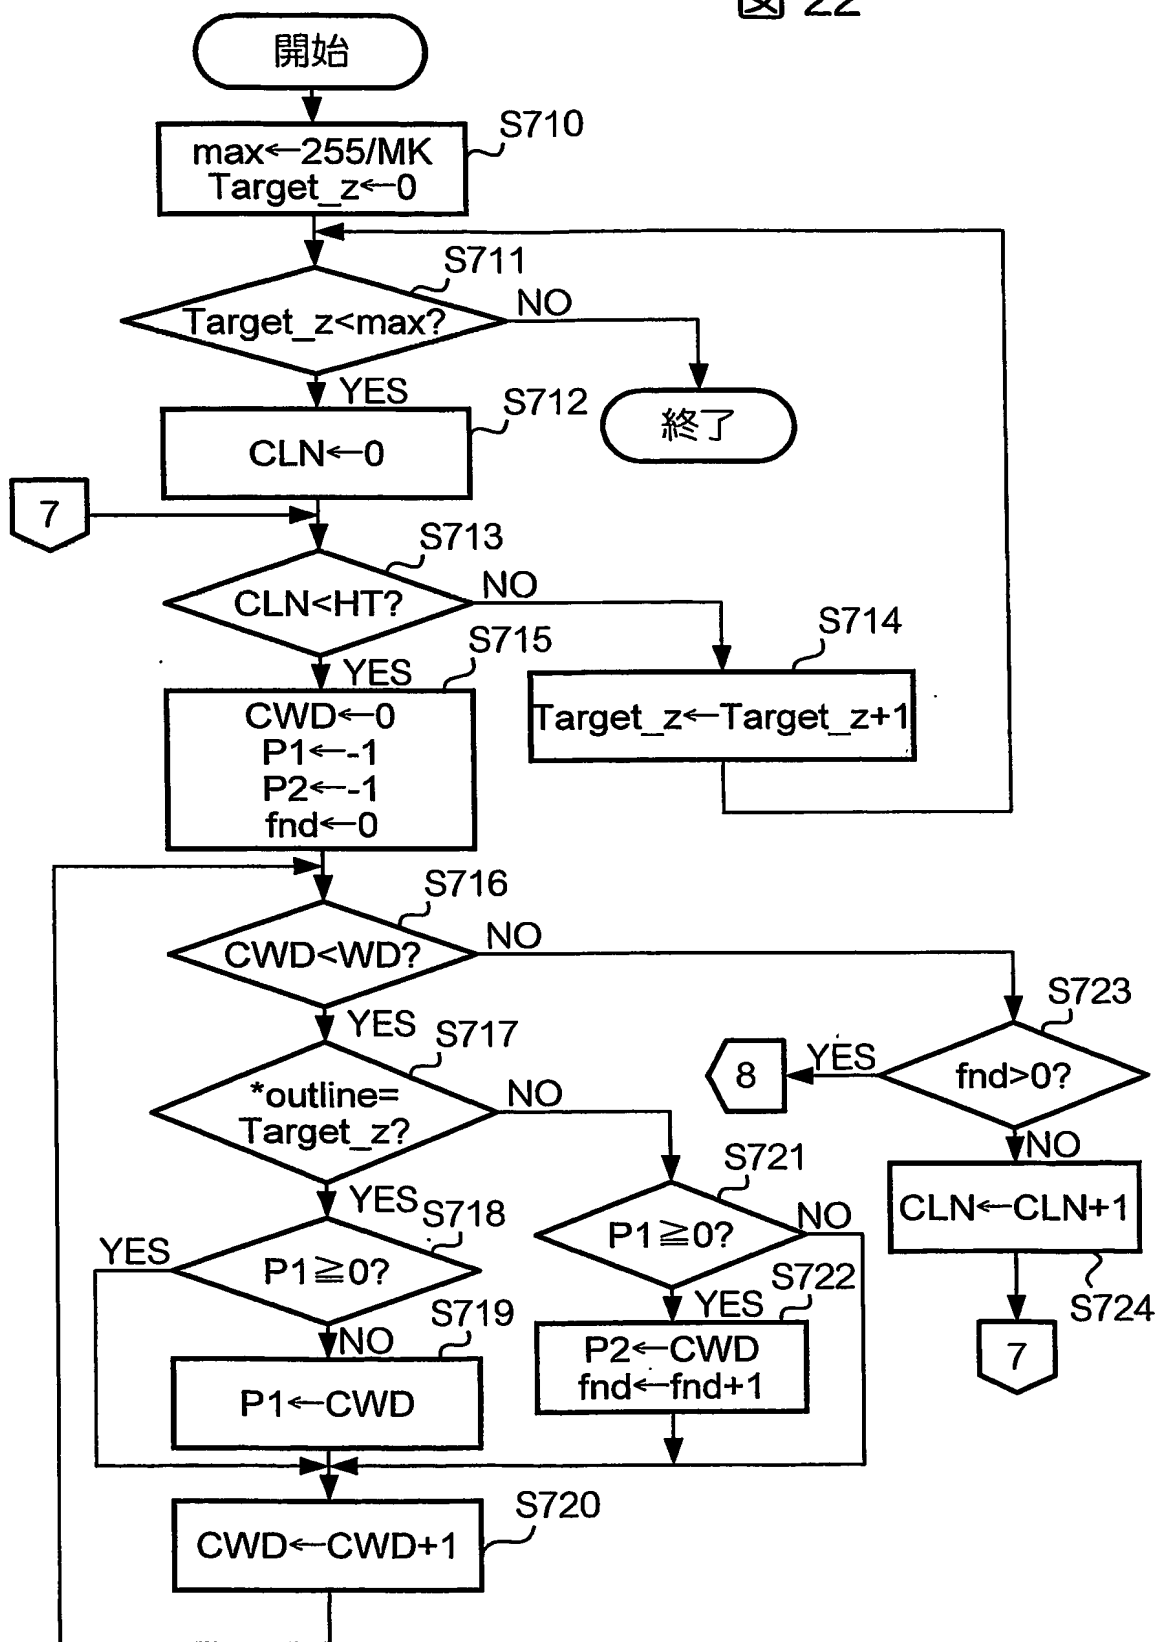 図 22
開始
S710
max←255/MK
Target_z←0
S711
Target_z<max?
NO
YES
S712
終了
CLN←0
7
S713
CLN<HT?
NO
S714
S715
YES
Target_z←Target_z+1
CWD←0
P1←-1
P2←-1
fnd←0
S716
CWD<WD?
NO
S723
YES
S717
8
YES
fnd>0?
*outline=
Target_z?
NO
NO
S721
YES
S718
CLN←CLN+1
P1≧0?
NO
YES
P1≧0?
S722
S724
YES
S719
NO
P2←CWD
fnd←fnd+1
7
P1←CWD
S720
CWD←CWD+1